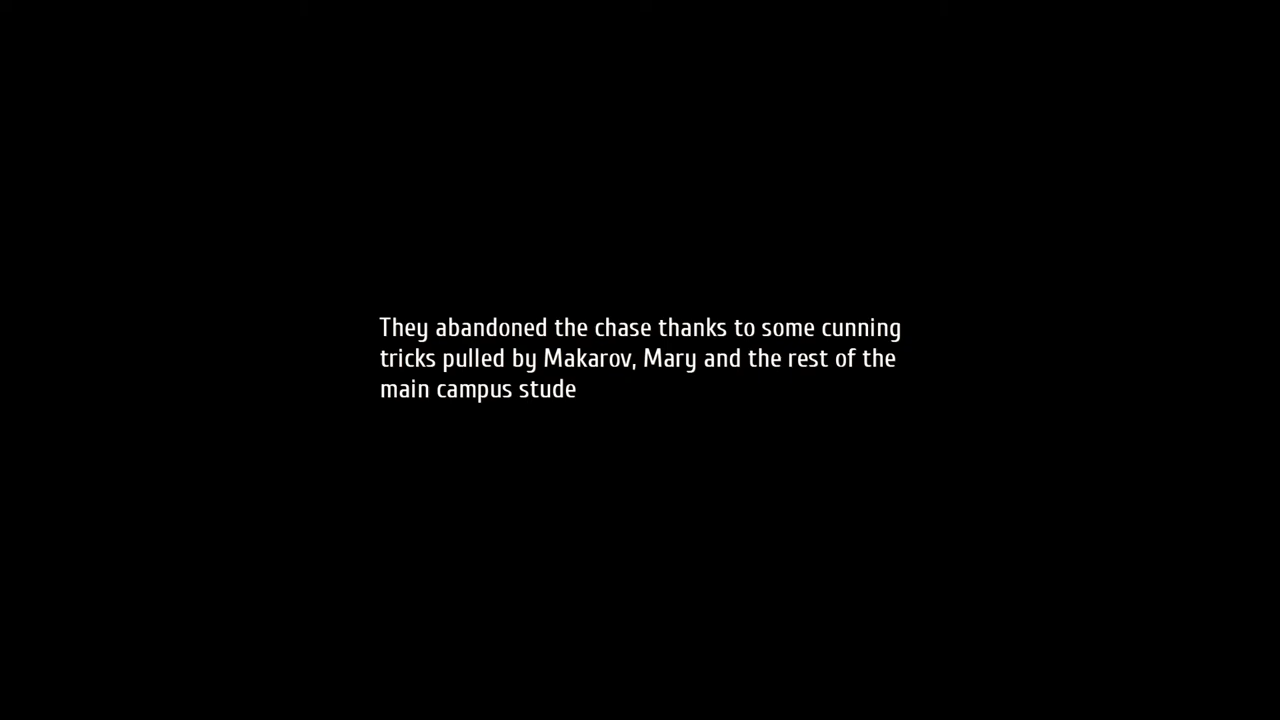 They abandoned the chase thanks to some cunning
tricks pulled by Makarov, Mary and the rest of the
main campus stude